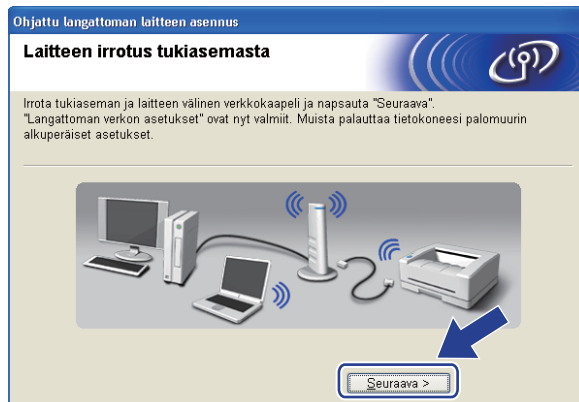 Ohjattu langattoman laitteen asennus
Laitteen irrotus tukiasemasta
Irrota tukiaseman ja laitteen välinen verkkokaapeli ja napsauta "Seuraava".
"Langattoman verkon asetukset" ovat nyt valmiit. Muista palauttaa tietokoneesi palomuurin
alkuperäiset asetukset.
Seuraava >